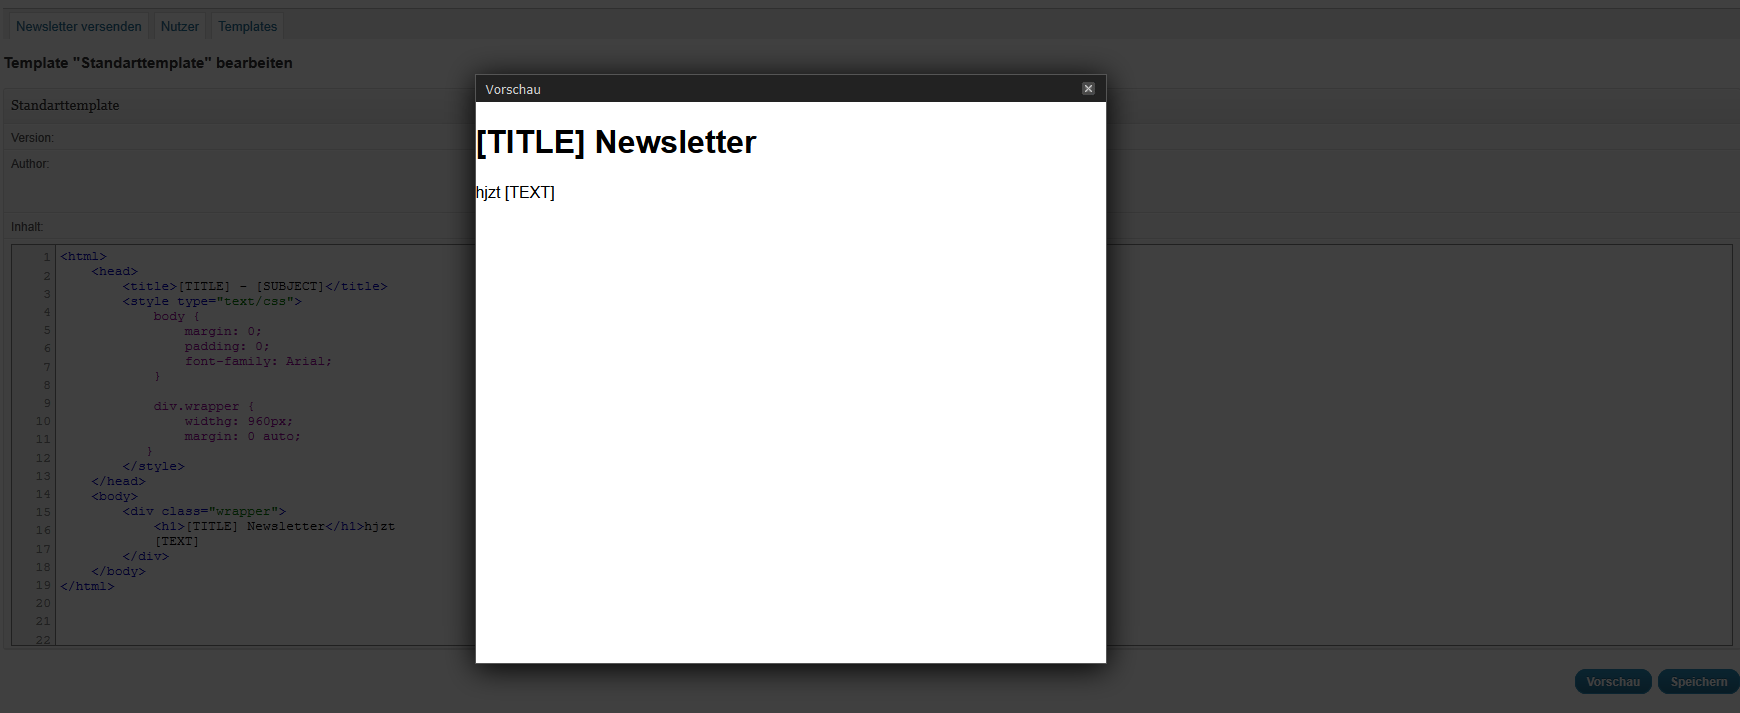 Newsletter versenden Nutzer Templates
Template "Standarttemplate" bearbeiten
Standarttemplate
Version:
Author:
Inhalt:
1 <html>
2 <head>
3 <title>[TITLE] - [SUBJECT]</title>
4 <style type="text/css">
5 body {
6 margin: 0;
7 padding: 0;
8 font-family: Arial;
9 }
10
11 div.wrapper {
12 widthg: 960px;
13 margin: 0 auto;
14 }
15 </style>
16 </head>
17 <body>
18 <div class="wrapper">
19 <h1>[TITLE] Newsletter</h1>hjzt
20 [TEXT]
21 </div>
22 </body>
</html>
Vorschau
[TITLE] Newsletter
hjzt [TEXT]
Vorschau Speichern